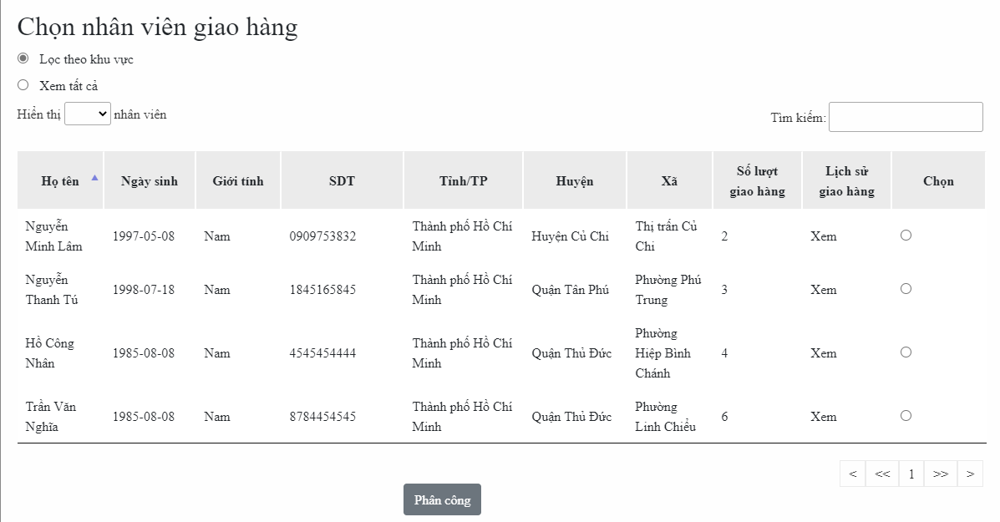 Chọn nhân viên giao hàng
Lọc theo khu vực
Xem tất cả
Hiển thị nhân viên
Tìm kiếm:
Họ tên Ngày sinh Giới tính SDT Tỉnh/TP Huyện Xã Số lượt giao hàng Lịch sử giao hàng Chọn
Nguyễn Minh Lâm 1997-05-08 Nam 0909753832 Thành phố Hồ Chí Minh Huyện Củ Chi Thị trấn Củ Chi 2 Xem
Nguyễn Thanh Tú 1998-07-18 Nam 1845165845 Thành phố Hồ Chí Minh Quận Tân Phú Phường Phú Trung 3 Xem
Hồ Công Nhân 1985-08-08 Nam 4545454444 Thành phố Hồ Chí Minh Quận Thủ Đức Phường Hiệp Bình Chánh 4 Xem
Trần Văn Nghĩa 1985-08-08 Nam 8784454545 Thành phố Hồ Chí Minh Quận Thủ Đức Phường Linh Chiểu 6 Xem
< << 1 >> >
Phân công